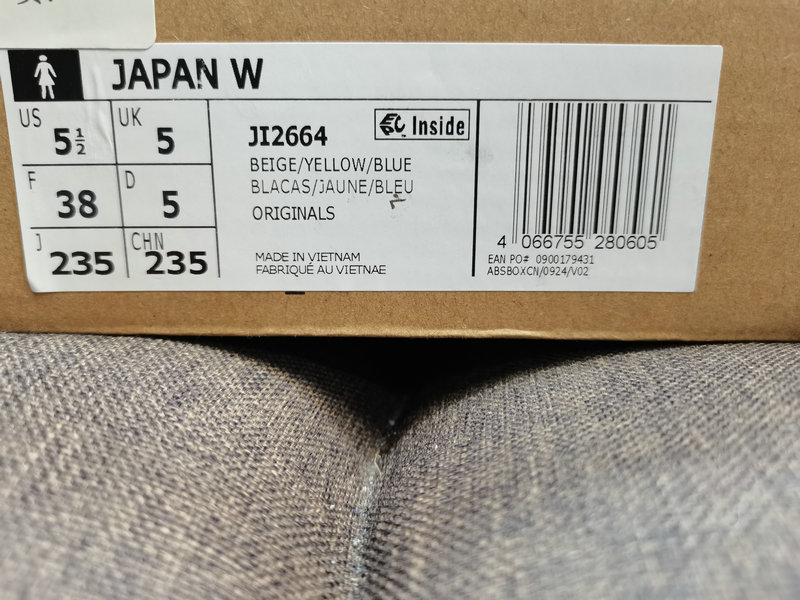 JAPAN W
US 5½
UK 5
F 38
D 5
J 235
CHN 235
JI2664
Inside
BEIGE/YELLOW/BLUE
BLACAS/JAUNE/BLEU
ORIGINALS
MADE IN VIETNAM
FABRIQUÉ AU VIETNAE
4 066755 280605
EAN PO# 0900179431
ABSBOXCN/0924/V02